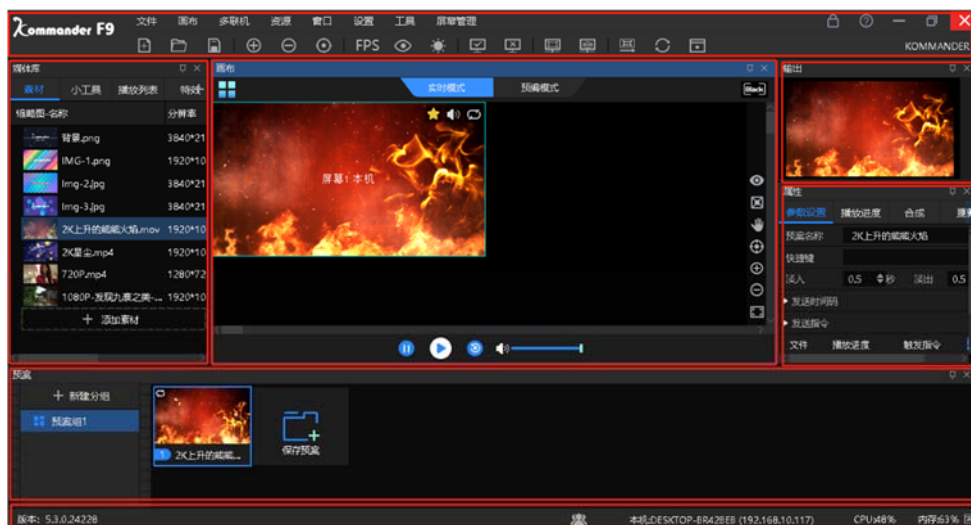 Kommander F9
文件 画布 多联机 资源 窗口 设置 工具 屏幕管理
FPS
KOMMANDER
媒体库
素材 小工具 播放列表 特效
缩略图-名称 分辨率
背景.png 3840*21
IMG-1.png 1920*10
Img-2.jpg 3840*21
Img-3.jpg 3840*21
2K上升的熊熊火焰.mov 1920*10
2K星尘.mp4 1920*10
720P.mp4 1280*72
1080P-发现九寨之美-... 1920*10
+ 添加素材
画布
实时模式 预编模式
Black
屏幕1:本机
输出
属性
参数设置 播放进度 合成
预案名称 2K上升的熊熊火焰
快捷键
淡入 0.5 秒 淡出 0.5
发送时间码
发送指令
文件 播放进度 触发指令
预案
+ 新建分组
预案组1
1 2K上升的熊熊...
保存预案
版本: 5.3.0.24228
本机:DESKTOP-BR42BEB (192.168.10.117) CPU:48% 内存:63%